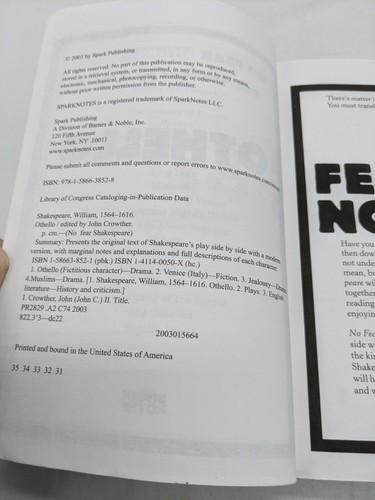 © 2003 by Spark Publishing
All rights reserved. No part of this publication may be reproduced,
stored in a retrieval system, or transmitted, in any form or by any means,
electronic, mechanical, photocopying, recording, or otherwise,
without prior written permission from the publisher.
SPARKNOTES is a registered trademark of SparkNotes LLC.
Spark Publishing
A Division of Barnes & Noble, Inc.
120 Fifth Avenue
New York, NY 10011
www.sparknotes.com
Please submit all comments and questions or report errors to www.sparknotes.com/errors
ISBN: 978-1-5866-3852-8
Library of Congress Cataloging-in-Publication Data
Shakespeare, William, 1564–1616.
Othello / edited by John Crowther.
p. cm.—(No fear Shakespeare)
Summary: Presents the original text of Shakespeare's play side by side with a modern
version, with marginal notes and explanations and full descriptions of each character.
ISBN 1-58663-852-1 (pbk.) ISBN 1-4114-0050-X (hc.)
1. Othello (Fictitious character)—Drama. 2. Venice (Italy)—Fiction. 3. Jealousy—Drama.
4.Muslims—Drama. [1. Shakespeare, William, 1564–1616. Othello. 2. Plays. 3. English
literature—History and criticism.]
I. Crowther, John (John C.) II. Title.
PR2829 .A2 C74 2003
822.3'3—dc22
2003015664
Printed and bound in the United States of America
35 34 33 32 31
There's matter
You must transl
FE
NO
Have you
then dow
not under
mean, bu
peare wil
together
reading
enjoyin
No Fea
side w
the kin
Shake
will h
and v